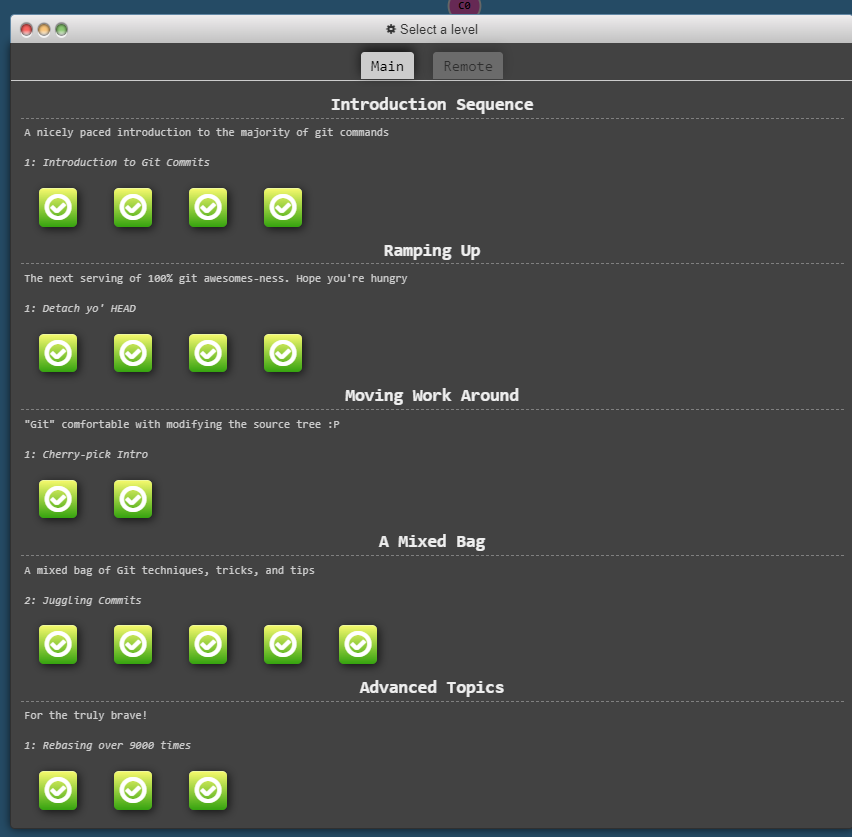 C0
Select a level
Main Remote
Introduction Sequence
A nicely paced introduction to the majority of git commands
1: Introduction to Git Commits
Ramping Up
The next serving of 100% git awesomes-ness. Hope you're hungry
1: Detach yo' HEAD
Moving Work Around
"Git" comfortable with modifying the source tree :P
1: Cherry-pick Intro
A Mixed Bag
A mixed bag of Git techniques, tricks, and tips
2: Juggling Commits
Advanced Topics
For the truly brave!
1: Rebasing over 9000 times